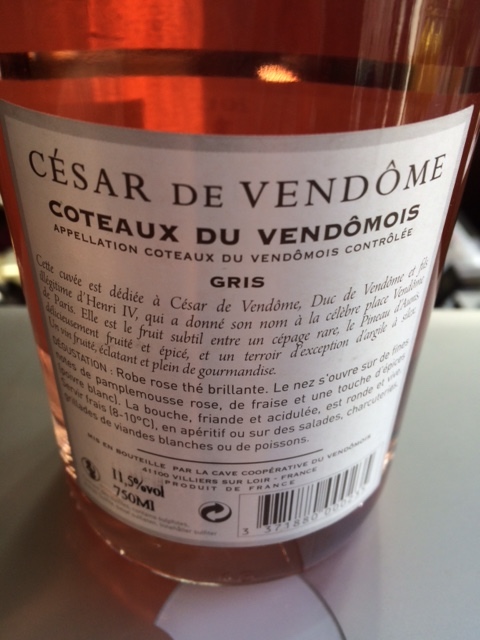 CÉSAR DE VENDÔME
COTEAUX DU VENDÔMOIS
APPELLATION COTEAUX DU VENDÔMOIS CONTRÔLÉE
GRIS
Cette cuvée est dédiée à César de Vendôme, Duc de Vendôme et fils
illégitime d'Henri IV, qui a donné son nom à la célèbre place Vendôme
de Paris. Elle est le fruit subtil entre un cépage rare, le Pineau d'Aunis,
délicieusement fruité et épicé, et un terroir d'exception d'argile à silex.
Un vin fruité, éclatant et plein de gourmandise.
DÉGUSTATION : Robe rose thé brillante. Le nez s'ouvre sur de fines
notes de pamplemousse rose, de fraise et une touche d'épices
(poivre blanc). La bouche, friande et acidulée, est ronde et vive.
Servir frais (8-10°C), en apéritif ou sur des salades, charcuterie,
grillades de viandes blanches ou de poissons.
MIS EN BOUTEILLE PAR LA CAVE COOPÉRATIVE DU VENDÔMOIS
41100 VILLIERS SUR LOIR - FRANCE
PRODUIT DE FRANCE
11,5%vol
750Ml
3 371880